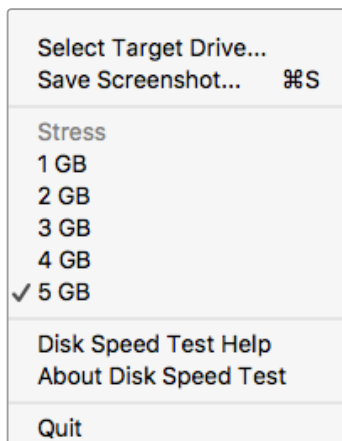 Select Target Drive...
Save Screenshot... ⌘S
Stress
1 GB
2 GB
3 GB
4 GB
✓ 5 GB
Disk Speed Test Help
About Disk Speed Test
Quit